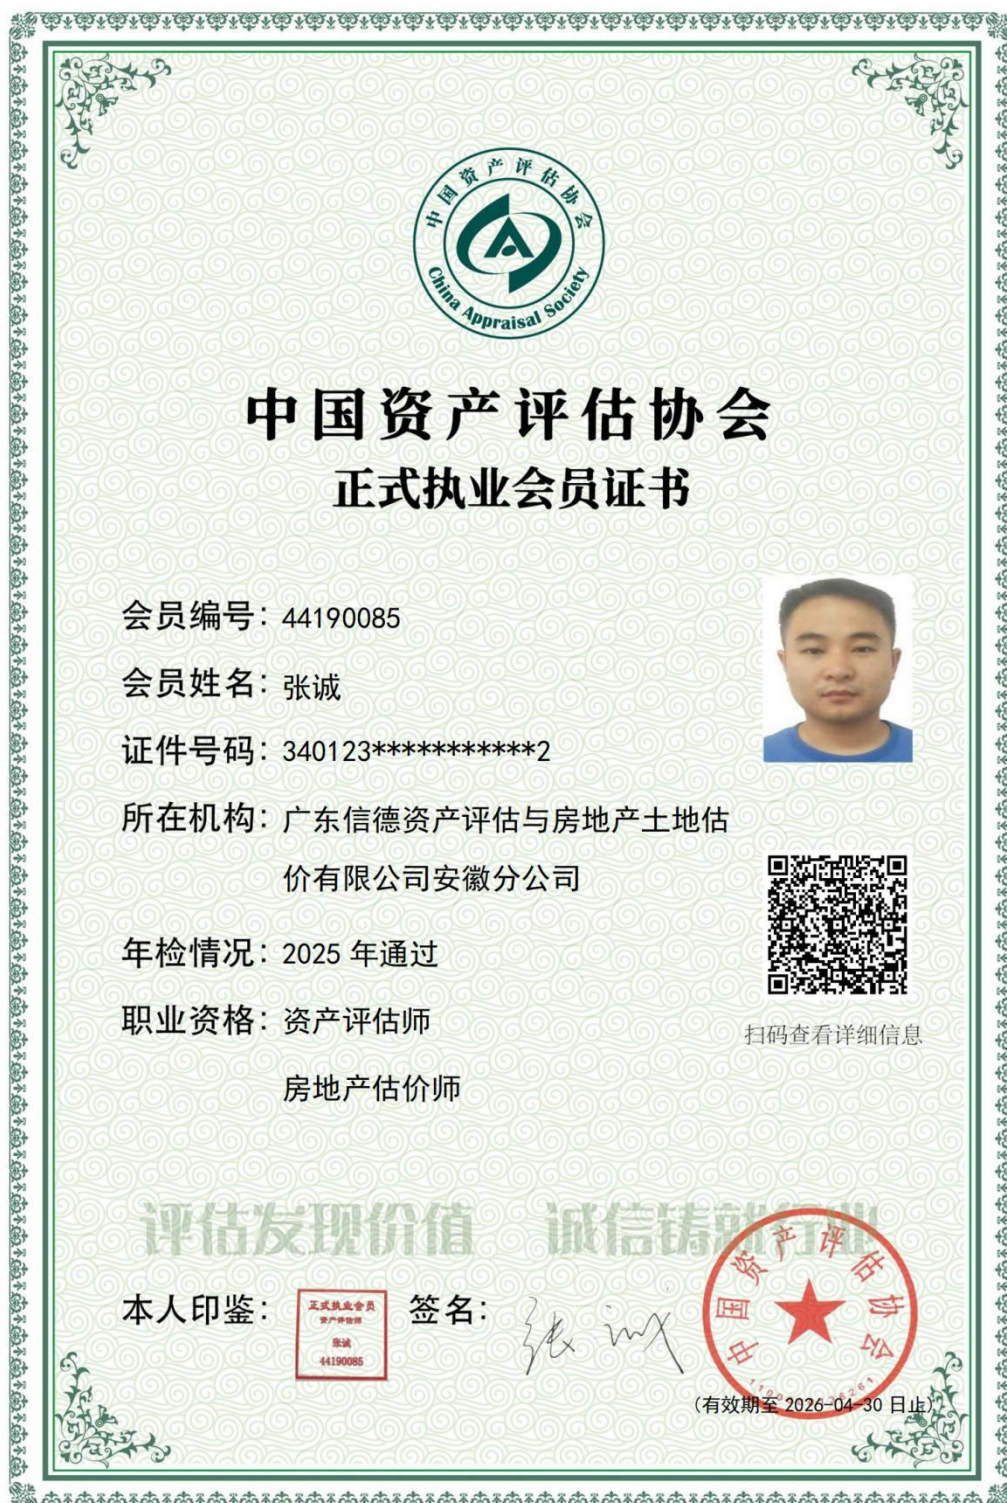 中国资产评估协会
China Appraisal Society
中国资产评估协会
正式执业会员证书
会员编号：44190085
会员姓名：张诚
证件号码：340123***********2
所在机构：广东信德资产评估与房地产土地估
价有限公司安徽分公司
年检情况：2025 年通过
职业资格：资产评估师
房地产估价师
扫码查看详细信息
评估发现价值 诚信铸就行业
本人印鉴：
正式执业会员
资产评估师
张诚
44190085
签名：张诚
中国资产评估协会
(有效期至 2026-04-30 日止)